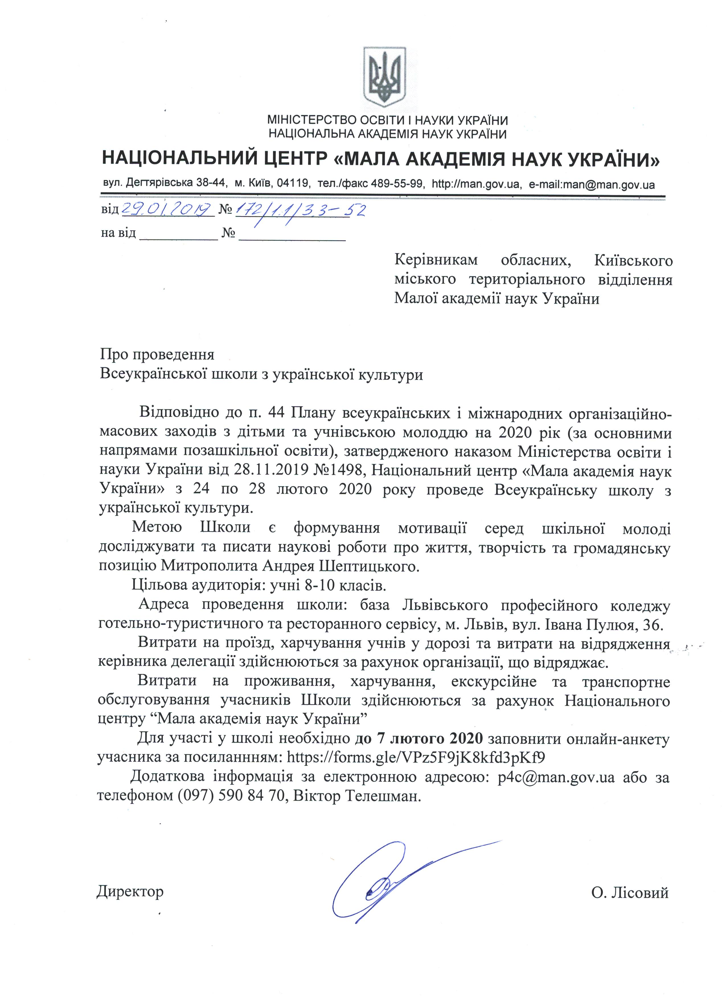 МІНІСТЕРСТВО ОСВІТИ І НАУКИ УКРАЇНИ
НАЦІОНАЛЬНА АКАДЕМІЯ НАУК УКРАЇНИ
НАЦІОНАЛЬНИЙ ЦЕНТР «МАЛА АКАДЕМІЯ НАУК УКРАЇНИ»
вул. Дегтярівська 38-44, м. Київ, 04119, тел./факс 489-55-99, http://man.gov.ua, e-mail:man@man.gov.ua
від 29.01.2019 № 172/1.1/3.3-52
на від ____________ № ________________
Керівникам обласних, Київського
міського територіального відділення
Малої академії наук України
Про проведення
Всеукраїнської школи з української культури
Відповідно до п. 44 Плану всеукраїнських і міжнародних організаційно-
масових заходів з дітьми та учнівською молоддю на 2020 рік (за основними
напрямами позашкільної освіти), затвердженого наказом Міністерства освіти і
науки України від 28.11.2019 №1498, Національний центр «Мала академія наук
України» з 24 по 28 лютого 2020 року проведе Всеукраїнську школу з
української культури.
Метою Школи є формування мотивації серед шкільної молоді
досліджувати та писати наукові роботи про життя, творчість та громадянську
позицію Митрополита Андрея Шептицького.
Цільова аудиторія: учні 8-10 класів.
Адреса проведення школи: база Львівського професійного коледжу
готельно-туристичного та ресторанного сервісу, м. Львів, вул. Івана Пулюя, 36.
Витрати на проїзд, харчування учнів у дорозі та витрати на відрядження
керівника делегації здійснюються за рахунок організації, що відряджає.
Витрати на проживання, харчування, екскурсійне та транспортне
обслуговування учасників Школи здійснюються за рахунок Національного
центру “Мала академія наук України”
Для участі у школі необхідно до 7 лютого 2020 заповнити онлайн-анкету
учасника за посиланнням: https://forms.gle/VPz5F9jK8kfd3pKf9
Додаткова інформація за електронною адресою: p4c@man.gov.ua або за
телефоном (097) 590 84 70, Віктор Телешман.
Директор О. Лісовий